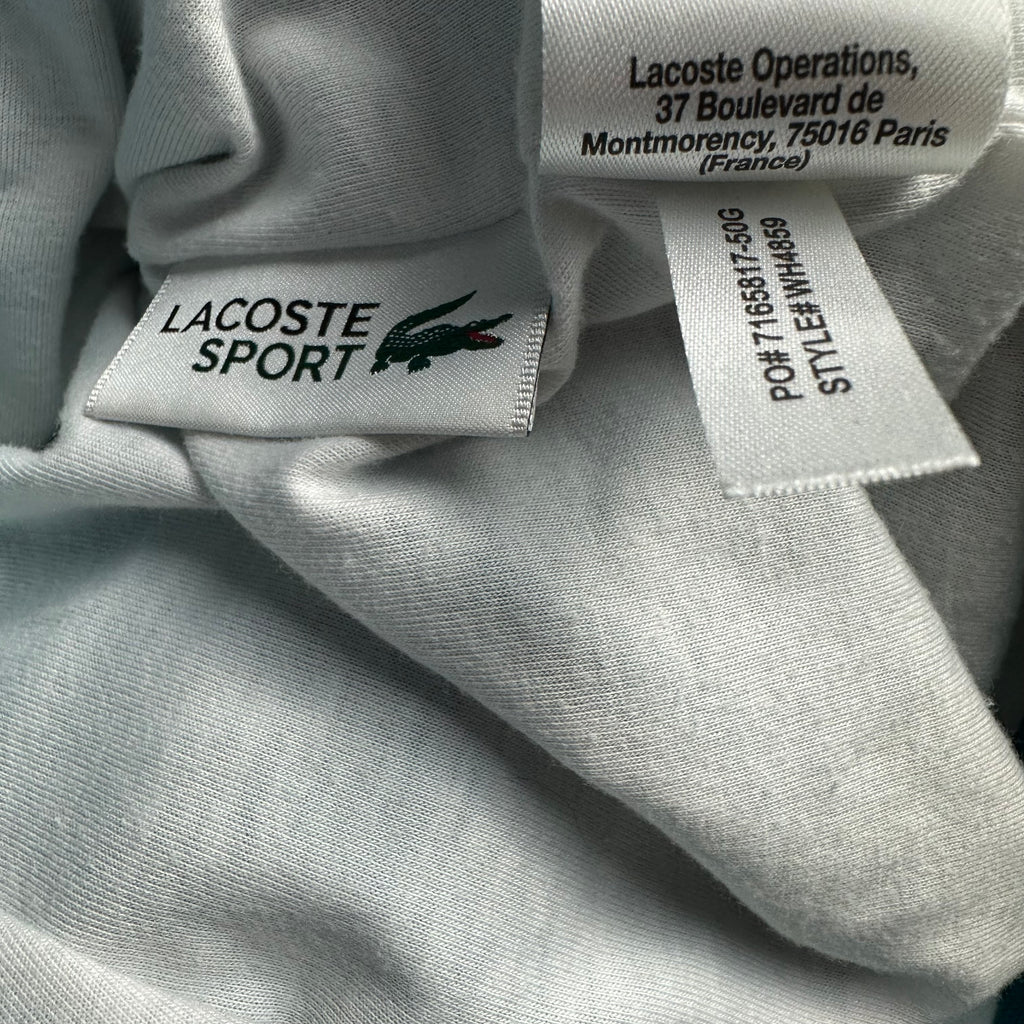 Lacoste Operations,
37 Boulevard de
Montmorency, 75016 Paris
(France)
LACOSTE
SPORT
PO# 7165817-50G
STYLE# WH4859